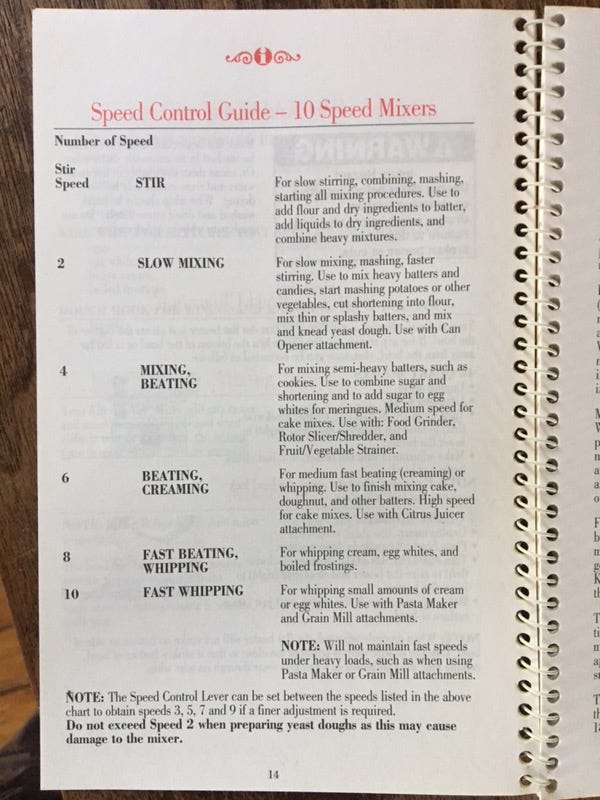 Speed Control Guide – 10 Speed Mixers
Number of Speed
Stir
Speed
STIR
For slow stirring, combining, mashing,
starting all mixing procedures. Use to
add flour and dry ingredients to batter,
add liquids to dry ingredients, and
combine heavy mixtures.
2
SLOW MIXING
For slow mixing, mashing, faster
stirring. Use to mix heavy batters and
candies, start mashing potatoes or other
vegetables, cut shortening into flour,
mix thin or splashy batters, and mix
and knead yeast dough. Use with Can
Opener attachment.
4
MIXING,
BEATING
For mixing semi-heavy batters, such as
cookies. Use to combine sugar and
shortening and to add sugar to egg
whites for meringues. Medium speed for
cake mixes. Use with: Food Grinder,
Rotor Slicer/Shredder, and
Fruit/Vegetable Strainer.
6
BEATING,
CREAMING
For medium fast beating (creaming) or
whipping. Use to finish mixing cake,
doughnut, and other batters. High speed
for cake mixes. Use with Citrus Juicer
attachment.
8
FAST BEATING,
WHIPPING
For whipping cream, egg whites, and
boiled frostings.
10
FAST WHIPPING
For whipping small amounts of cream
or egg whites. Use with Pasta Maker
and Grain Mill attachments.
NOTE: Will not maintain fast speeds
under heavy loads, such as when using
Pasta Maker or Grain Mill attachments.
NOTE: The Speed Control Lever can be set between the speeds listed in the above
chart to obtain speeds 3, 5, 7 and 9 if a finer adjustment is required.
Do not exceed Speed 2 when preparing yeast doughs as this may cause
damage to the mixer.
14